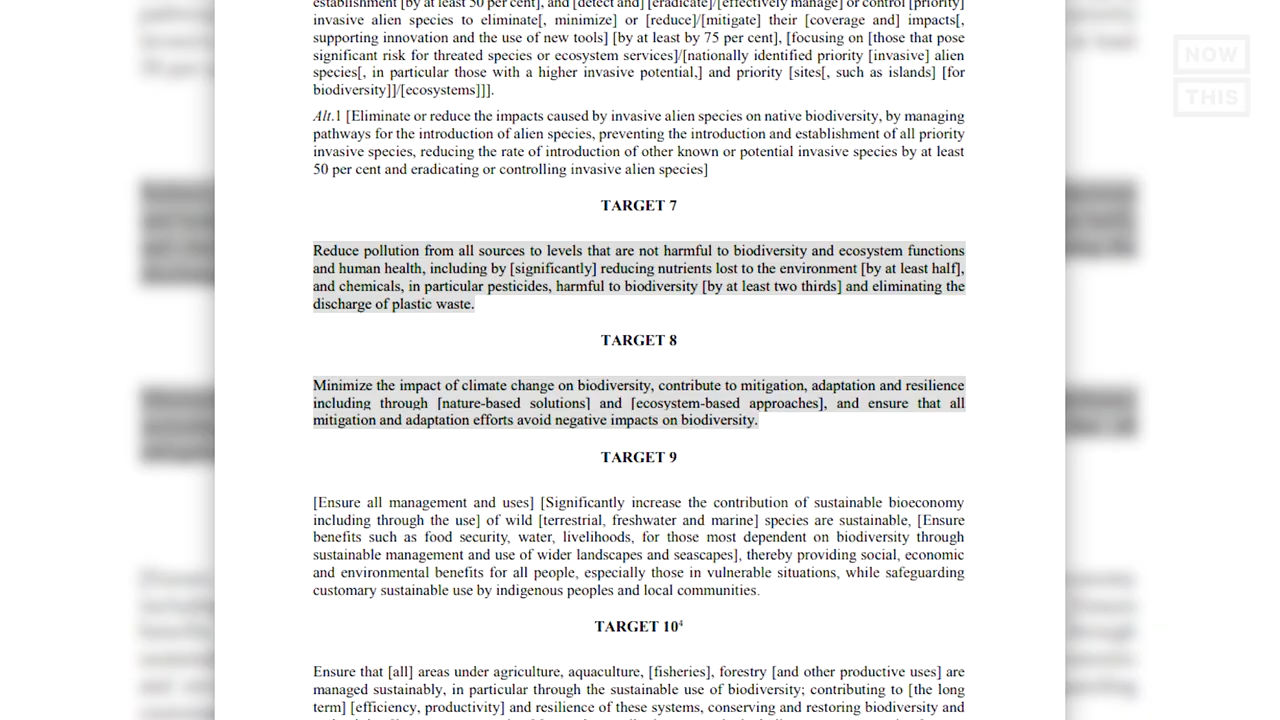 establishment [by at least 50 per cent], and [detect and] [eradicate]/[effectively manage] or control [priority]
invasive alien species to eliminate[, minimize] or [reduce]/[mitigate] their [coverage and] impacts[,
supporting innovation and the use of new tools] [by at least by 75 per cent], [focusing on [those that pose
significant risk for threated species or ecosystem services]/[nationally identified priority [invasive] alien
species[, in particular those with a higher invasive potential,] and priority [sites[, such as islands] [for
biodiversity]]/[ecosystems]]].
Alt.1 [Eliminate or reduce the impacts caused by invasive alien species on native biodiversity, by managing
pathways for the introduction of alien species, preventing the introduction and establishment of all priority
invasive species, reducing the rate of introduction of other known or potential invasive species by at least
50 per cent and eradicating or controlling invasive alien species]
TARGET 7
Reduce pollution from all sources to levels that are not harmful to biodiversity and ecosystem functions
and human health, including by [significantly] reducing nutrients lost to the environment [by at least half],
and chemicals, in particular pesticides, harmful to biodiversity [by at least two thirds] and eliminating the
discharge of plastic waste.
TARGET 8
Minimize the impact of climate change on biodiversity, contribute to mitigation, adaptation and resilience
including through [nature-based solutions] and [ecosystem-based approaches], and ensure that all
mitigation and adaptation efforts avoid negative impacts on biodiversity.
TARGET 9
[Ensure all management and uses] [Significantly increase the contribution of sustainable bioeconomy
including through the use] of wild [terrestrial, freshwater and marine] species are sustainable, [Ensure
benefits such as food security, water, livelihoods, for those most dependent on biodiversity through
sustainable management and use of wider landscapes and seascapes], thereby providing social, economic
and environmental benefits for all people, especially those in vulnerable situations, while safeguarding
customary sustainable use by indigenous peoples and local communities.
TARGET 10⁴
Ensure that [all] areas under agriculture, aquaculture, [fisheries], forestry [and other productive uses] are
managed sustainably, in particular through the sustainable use of biodiversity; contributing to [the long
term] [efficiency, productivity] and resilience of these systems, conserving and restoring biodiversity and
NOW
THIS